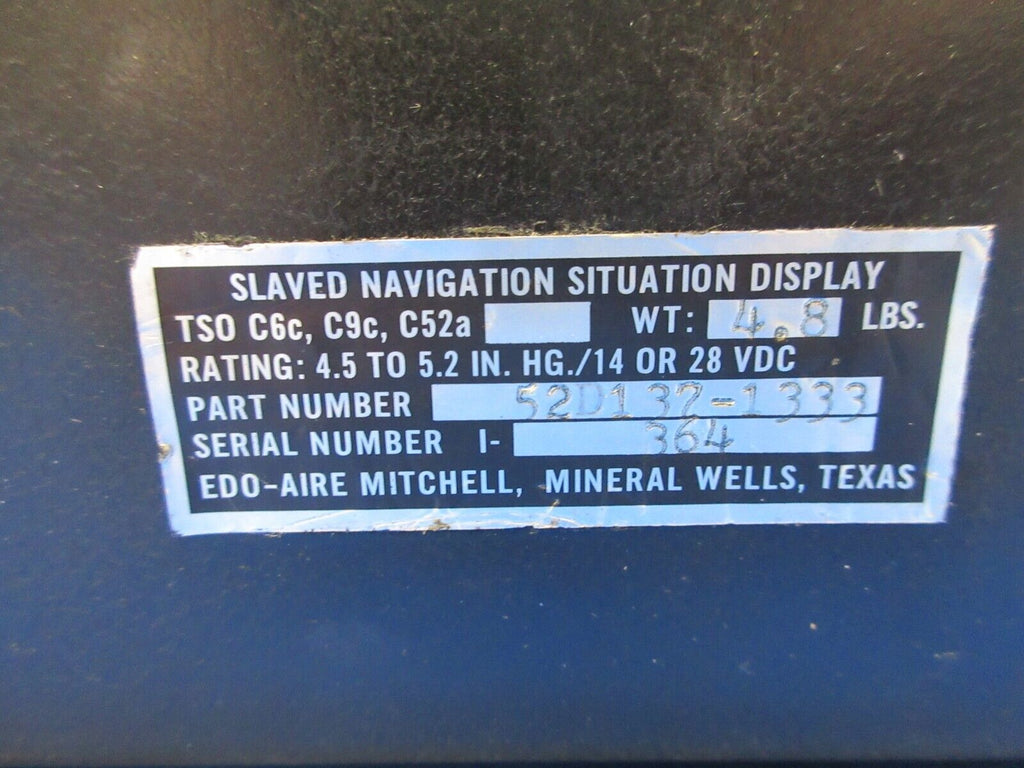 SLAVED NAVIGATION SITUATION DISPLAY
TSO C6c, C9c, C52a WT: 4.8 LBS.
RATING: 4.5 TO 5.2 IN. HG./14 OR 28 VDC
PART NUMBER 52D137-1333
SERIAL NUMBER I- 364
EDO-AIRE MITCHELL, MINERAL WELLS, TEXAS